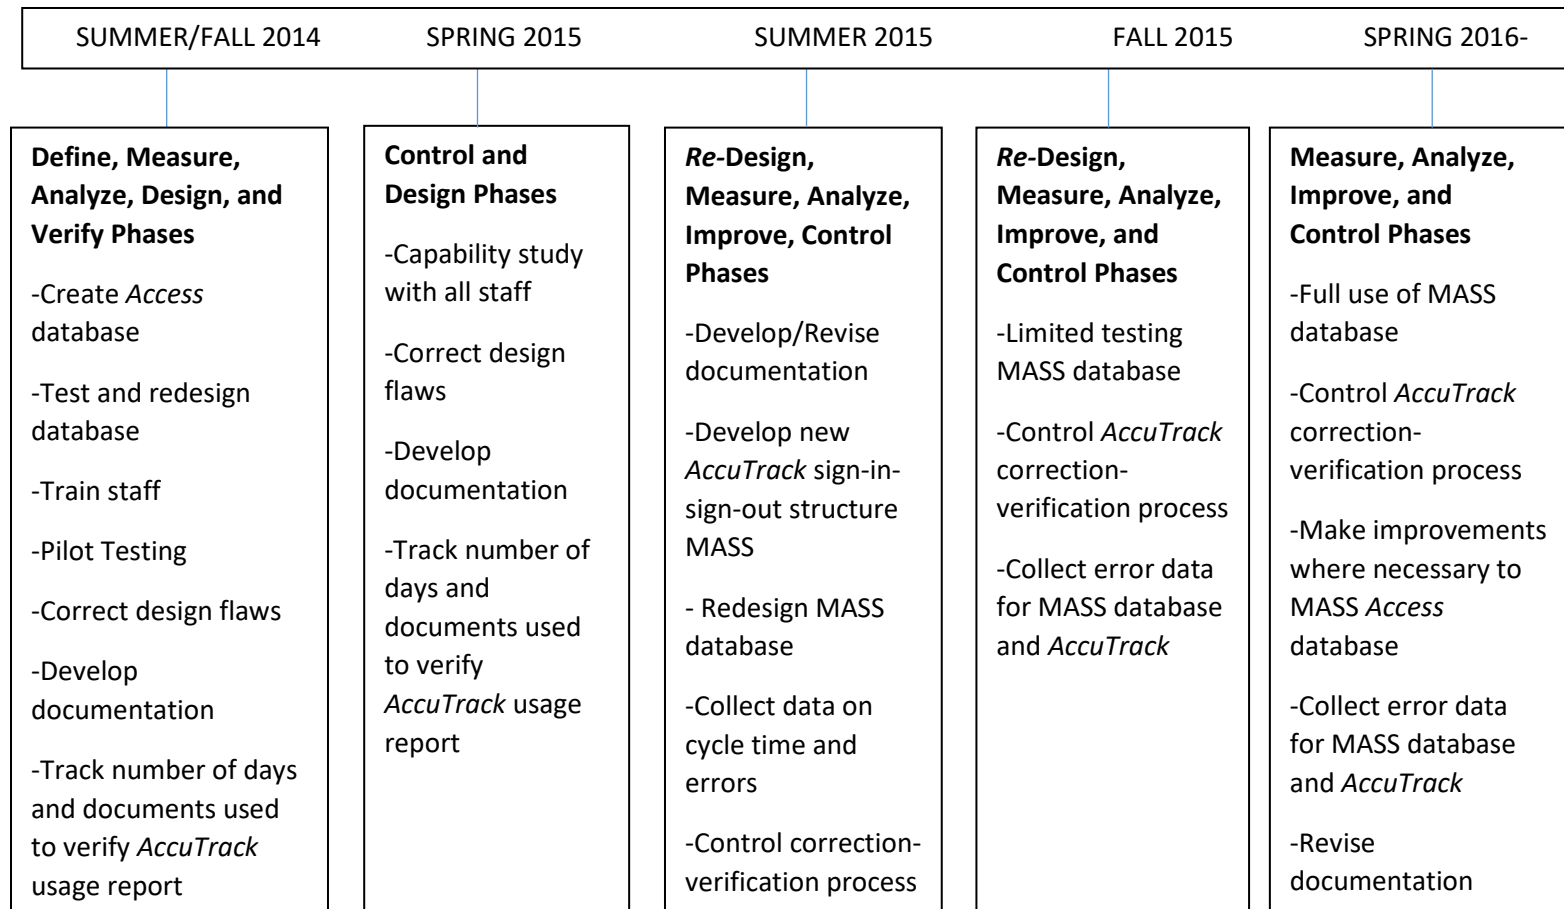 SUMMER/FALL 2014
SPRING 2015
SUMMER 2015
FALL 2015
SPRING 2016-
Define, Measure,
Analyze, Design, and
Verify Phases
-Create Access
database
-Test and redesign
database
-Train staff
-Pilot Testing
-Correct design flaws
-Develop
documentation
-Track number of days
and documents used
to verify AccuTrack
usage report
Control and
Design Phases
-Capability study
with all staff
-Correct design
flaws
-Develop
documentation
-Track number of
days and
documents used
to verify
AccuTrack usage
report
Re-Design,
Measure, Analyze,
Improve, Control
Phases
-Develop/Revise
documentation
-Develop new
AccuTrack sign-in-
sign-out structure
MASS
- Redesign MASS
database
-Collect data on
cycle time and
errors
-Control correction-
verification process
Re-Design,
Measure, Analyze,
Improve, and
Control Phases
-Limited testing
MASS database
-Control AccuTrack
correction-
verification process
-Collect error data
for MASS database
and AccuTrack
Measure, Analyze,
Improve, and
Control Phases
-Full use of MASS
database
-Control AccuTrack
correction-
verification process
-Make improvements
where necessary to
MASS Access
database
-Collect error data
for MASS database
and AccuTrack
-Revise
documentation